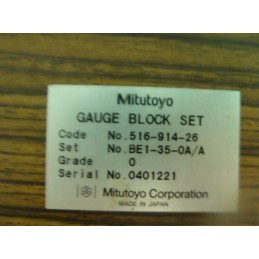 Mitutoyo
GAUGE BLOCK SET
Code No.516-914-26
Set No.BE1-35-0A/A
Grade 0
Serial No.0401221
Mitutoyo Corporation
MADE IN JAPAN